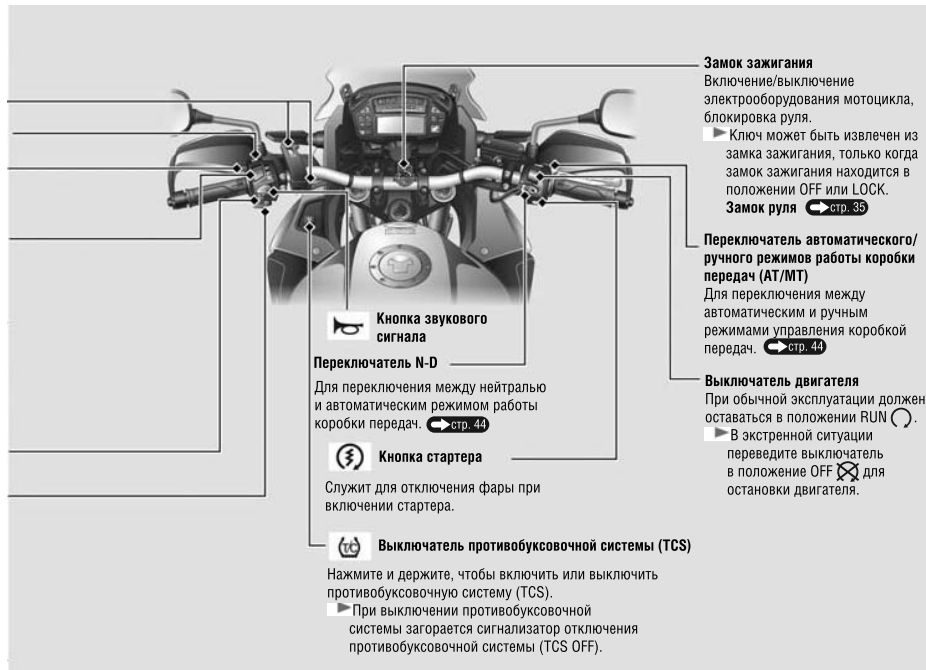 Замок зажигания
Включение/выключение
электрооборудования мотоцикла,
блокировка руля.
Ключ может быть извлечен из
замка зажигания, только когда
замок зажигания находится в
положении OFF или LOCK.
Замок руля стр. 35
Переключатель автоматического/
ручного режимов работы коробки
передач (AT/MT)
Для переключения между
автоматическим и ручным
режимами управления коробкой
передач. стр. 44
Выключатель двигателя
При обычной эксплуатации должен
оставаться в положении RUN .
В экстренной ситуации
переведите выключатель
в положение OFF для
остановки двигателя.
Кнопка звукового
сигнала
Переключатель N-D
Для переключения между нейтралью
и автоматическим режимом работы
коробки передач. стр. 44
Кнопка стартера
Служит для отключения фары при
включении стартера.
T/C Выключатель противобуксовочной системы (TCS)
Нажмите и держите, чтобы включить или выключить
противобуксовочную систему (TCS).
При выключении противобуксовочной
системы загорается сигнализатор отключения
противобуксовочной системы (TCS OFF).